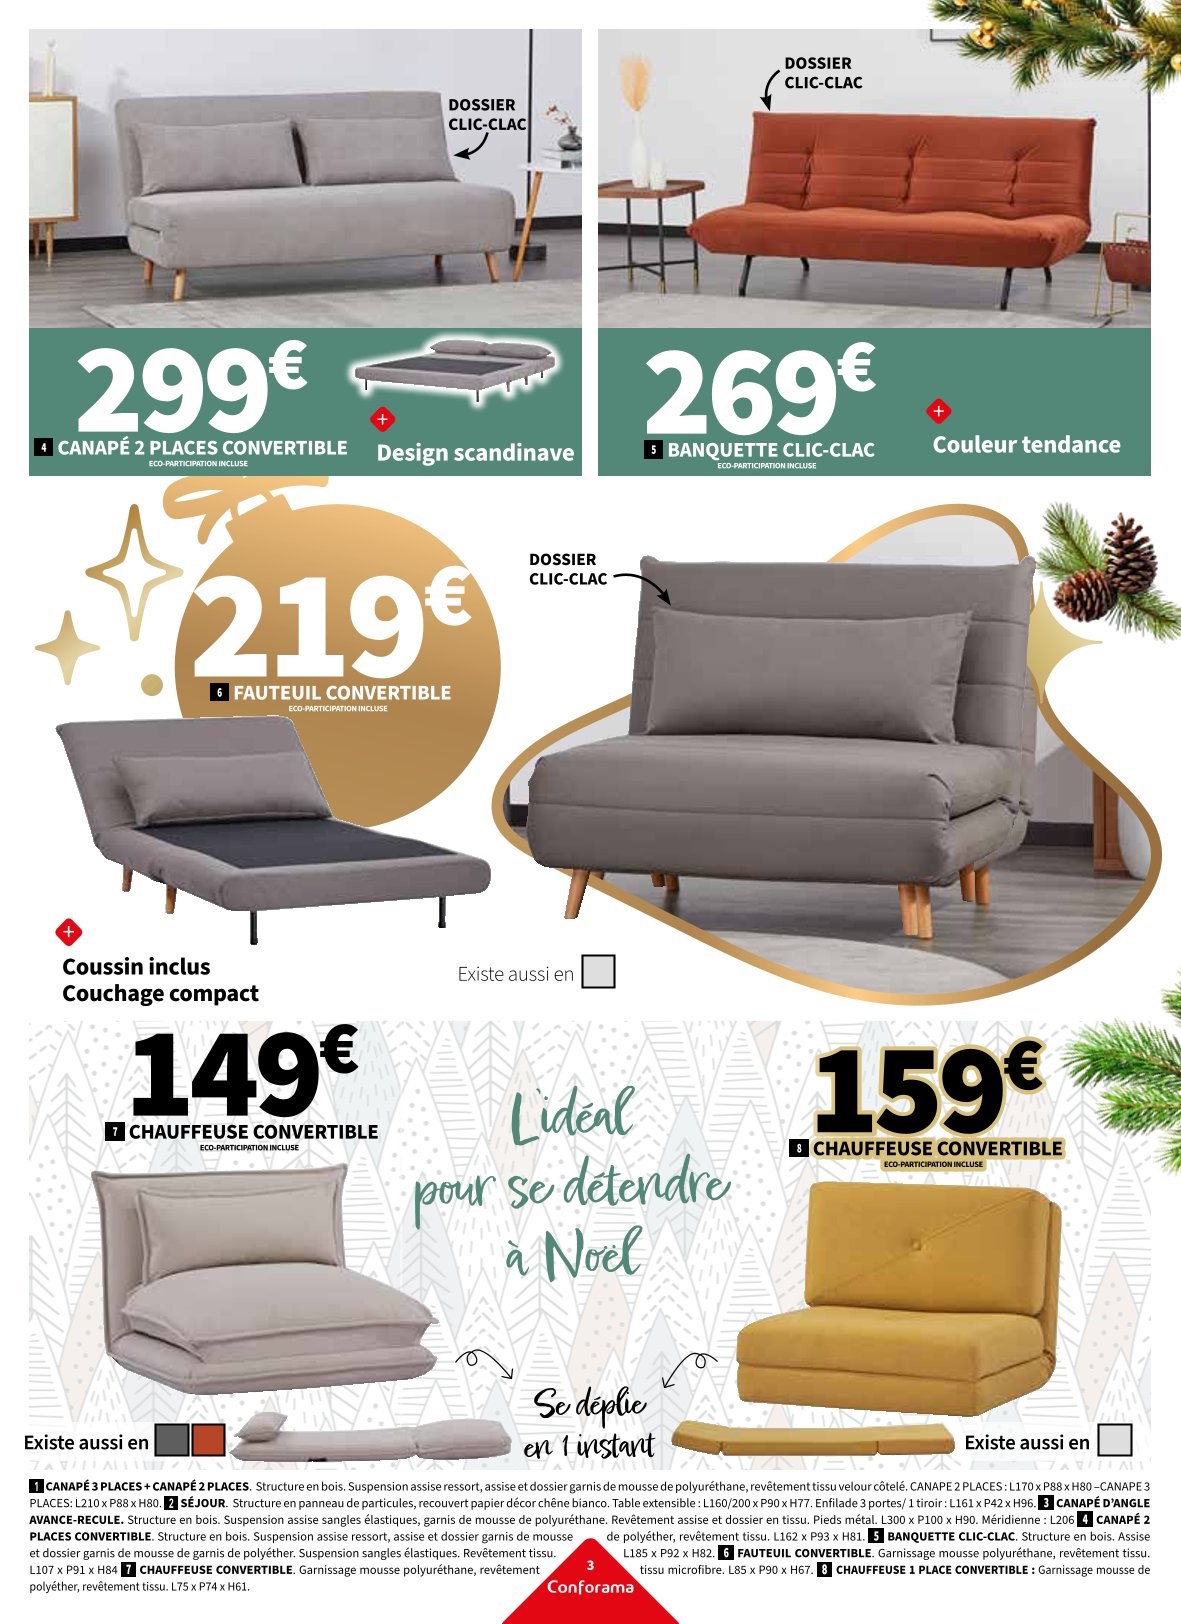 DOSSIER
CLIC-CLAC
299€
4 CANAPÉ 2 PLACES CONVERTIBLE
ECO-PARTICIPATION INCLUSE
+
Design scandinave
DOSSIER
CLIC-CLAC
269€
5 BANQUETTE CLIC-CLAC
ECO-PARTICIPATION INCLUSE
+
Couleur tendance
219€
6 FAUTEUIL CONVERTIBLE
ECO-PARTICIPATION INCLUSE
DOSSIER
CLIC-CLAC
+
Coussin inclus
Couchage compact
Existe aussi en
149€
7 CHAUFFEUSE CONVERTIBLE
ECO-PARTICIPATION INCLUSE
L'idéal
pour se détendre
à Noël
159€
8 CHAUFFEUSE CONVERTIBLE
ECO-PARTICIPATION INCLUSE
Se déplie
en 1 instant
Existe aussi en
Existe aussi en
1 CANAPÉ 3 PLACES + CANAPÉ 2 PLACES. Structure en bois. Suspension assise ressort, assise et dossier garnis de mousse de polyuréthane, revêtement tissu velour côtelé. CANAPE 2 PLACES : L170 x P88 x H80 –CANAPE 3
PLACES: L210 x P88 x H80. 2 SÉJOUR. Structure en panneau de particules, recouvert papier décor chêne bianco. Table extensible : L160/200 x P90 x H77. Enfilade 3 portes/ 1 tiroir : L161 x P42 x H96. 3 CANAPÉ D'ANGLE
AVANCE-RECULE. Structure en bois. Suspension assise sangles élastiques, garnis de mousse de polyuréthane. Revêtement assise et dossier en tissu. Pieds métal. L300 x P100 x H90. Méridienne : L206 4 CANAPÉ 2
PLACES CONVERTIBLE. Structure en bois. Suspension assise ressort, assise et dossier garnis de mousse de polyéther, revêtement tissu. L162 x P93 x H81. 5 BANQUETTE CLIC-CLAC. Structure en bois. Assise
et dossier garnis de mousse de garnis de polyéther. Suspension sangles élastiques. Revêtement tissu. L185 x P92 x H82. 6 FAUTEUIL CONVERTIBLE. Garnissage mousse polyuréthane, revêtement tissu.
L107 x P91 x H84 7 CHAUFFEUSE CONVERTIBLE. Garnissage mousse polyuréthane, revêtement tissu microfibre. L85 x P90 x H67. 8 CHAUFFEUSE 1 PLACE CONVERTIBLE : Garnissage mousse de
polyéther, revêtement tissu. L75 x P74 x H61.
3
Conforama